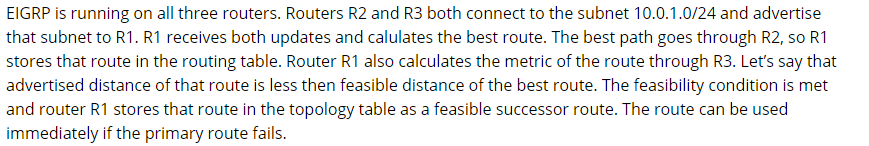 EIGRP is running on all three routers. Routers R2 and R3 both connect to the subnet 10.0.1.0/24 and advertise
that subnet to R1. R1 receives both updates and calulates the best route. The best path goes through R2, so R1
stores that route in the routing table. Router R1 also calculates the metric of the route through R3. Let’s say that
advertised distance of that route is less then feasible distance of the best route. The feasibility condition is met
and router R1 stores that route in the topology table as a feasible successor route. The route can be used
immediately if the primary route fails.